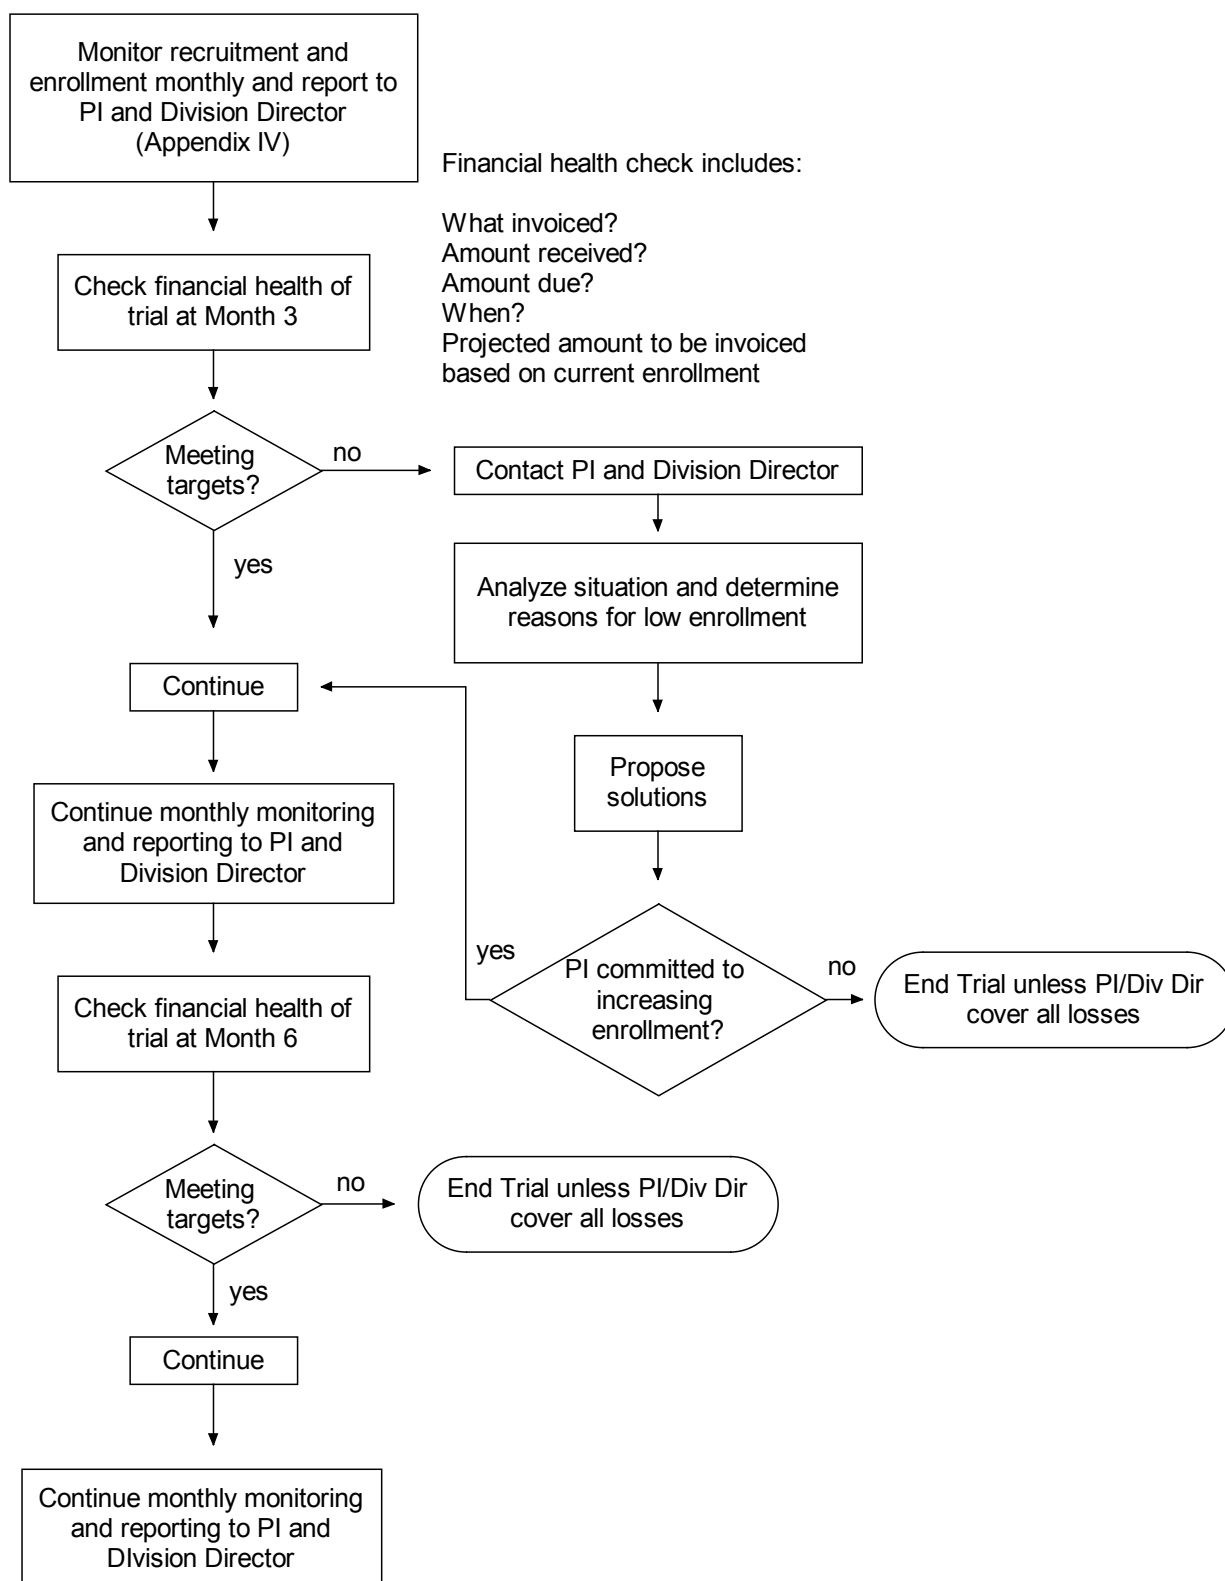 Monitor recruitment and
enrollment monthly and report to
PI and Division Director
(Appendix IV)
Financial health check includes:
What invoiced?
Amount received?
Amount due?
When?
Projected amount to be invoiced
based on current enrollment
Check financial health of
trial at Month 3
Meeting
targets?
no
yes
Contact PI and Division Director
Analyze situation and determine
reasons for low enrollment
Propose
solutions
PI committed to
increasing
enrollment?
yes
no
End Trial unless PI/Div Dir
cover all losses
Continue
Continue monthly monitoring
and reporting to PI and
Division Director
Check financial health of
trial at Month 6
Meeting
targets?
no
End Trial unless PI/Div Dir
cover all losses
yes
Continue
Continue monthly monitoring
and reporting to PI and
DIvision Director